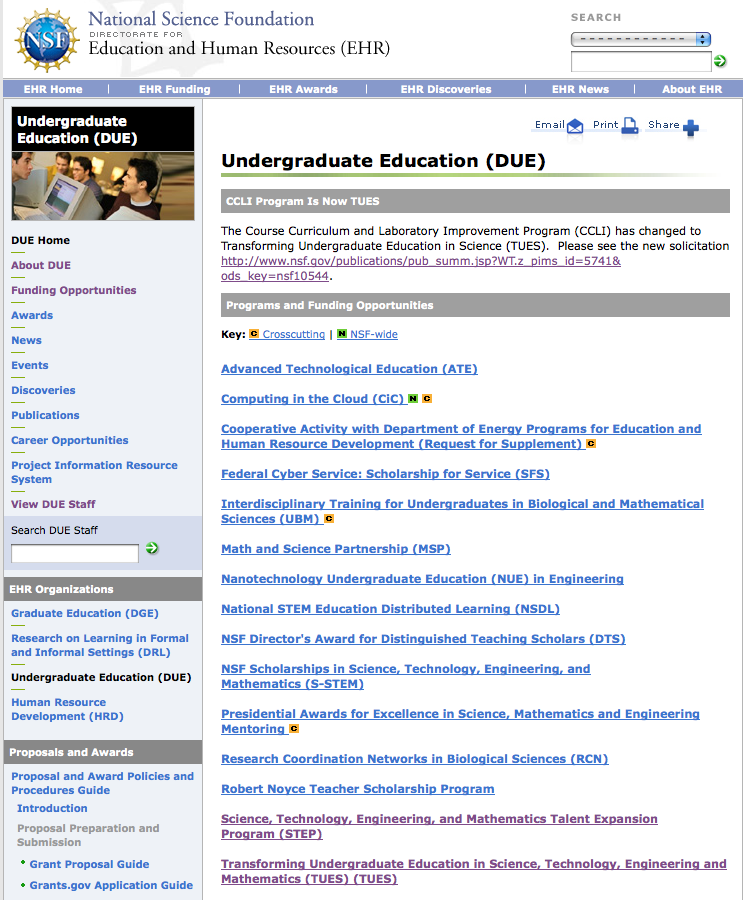 NSF
National Science Foundation
DIRECTORATE FOR
Education and Human Resources (EHR)
SEARCH
EHR Home | EHR Funding | EHR Awards | EHR Discoveries | EHR News | About EHR
Undergraduate
Education (DUE)
DUE Home
About DUE
Funding Opportunities
Awards
News
Events
Discoveries
Publications
Career Opportunities
Project Information Resource
System
View DUE Staff
Search DUE Staff
EHR Organizations
Graduate Education (DGE)
Research on Learning in Formal
and Informal Settings (DRL)
Undergraduate Education (DUE)
Human Resource
Development (HRD)
Proposals and Awards
Proposal and Award Policies and
Procedures Guide
Introduction
Proposal Preparation and
Submission
• Grant Proposal Guide
• Grants.gov Application Guide
Email Print Share
Undergraduate Education (DUE)
CCLI Program Is Now TUES
The Course Curriculum and Laboratory Improvement Program (CCLI) has changed to
Transforming Undergraduate Education in Science (TUES). Please see the new solicitation
http://www.nsf.gov/publications/pub_summ.jsp?WT.z_pims_id=5741&
ods_key=nsf10544.
Programs and Funding Opportunities
Key: C Crosscutting | N NSF-wide
Advanced Technological Education (ATE)
Computing in the Cloud (CiC) N C
Cooperative Activity with Department of Energy Programs for Education and
Human Resource Development (Request for Supplement) C
Federal Cyber Service: Scholarship for Service (SFS)
Interdisciplinary Training for Undergraduates in Biological and Mathematical
Sciences (UBM) C
Math and Science Partnership (MSP)
Nanotechnology Undergraduate Education (NUE) in Engineering
National STEM Education Distributed Learning (NSDL)
NSF Director's Award for Distinguished Teaching Scholars (DTS)
NSF Scholarships in Science, Technology, Engineering, and
Mathematics (S-STEM)
Presidential Awards for Excellence in Science, Mathematics and Engineering
Mentoring C
Research Coordination Networks in Biological Sciences (RCN)
Robert Noyce Teacher Scholarship Program
Science, Technology, Engineering, and Mathematics Talent Expansion
Program (STEP)
Transforming Undergraduate Education in Science, Technology, Engineering and
Mathematics (TUES) (TUES)